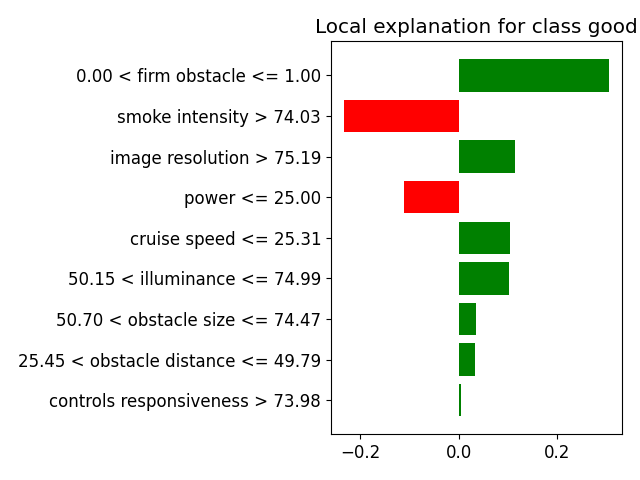 Local explanation for class good
0.00 < firm obstacle <= 1.00
smoke intensity > 74.03
image resolution > 75.19
power <= 25.00
cruise speed <= 25.31
50.15 < illuminance <= 74.99
50.70 < obstacle size <= 74.47
25.45 < obstacle distance <= 49.79
controls responsiveness > 73.98
−0.2 0.0 0.2